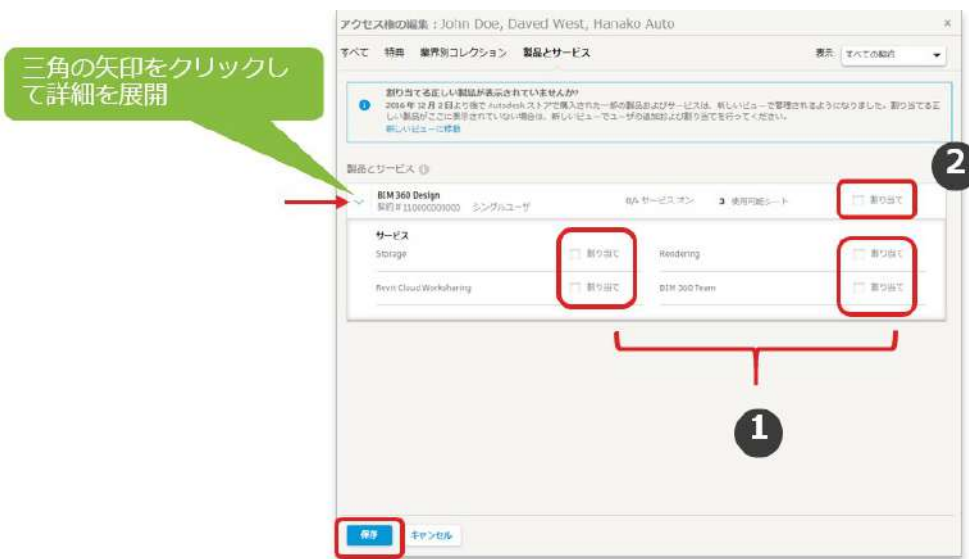 アクセス権の編集 : John Doe, Daved West, Hanako Auto
×
すべて 特典 業界別コレクション 製品とサービス 表示 すべての契約
三角の矢印をクリックし
て詳細を展開
割り当てる正しい製品が表示されていませんか?
2016 年 12 月 2 日より後で Autodesk ストアで購入された一部の製品およびサービスは、新しいビューで管理されるようになりました。割り当てる正
しい製品がここに表示されていない場合は、新しいビューでユーザの追加および割り当てを行ってください。
新しいビューに移動
製品とサービス
2
BIM 360 Design
契約 # 110000000000 シングルユーザ
0/4 サービス オン 3 使用可能シート 割り当て
サービス
Storage 割り当て Rendering 割り当て
Revit Cloud Worksharing 割り当て BIM 360 Team 割り当て
1
保存 キャンセル